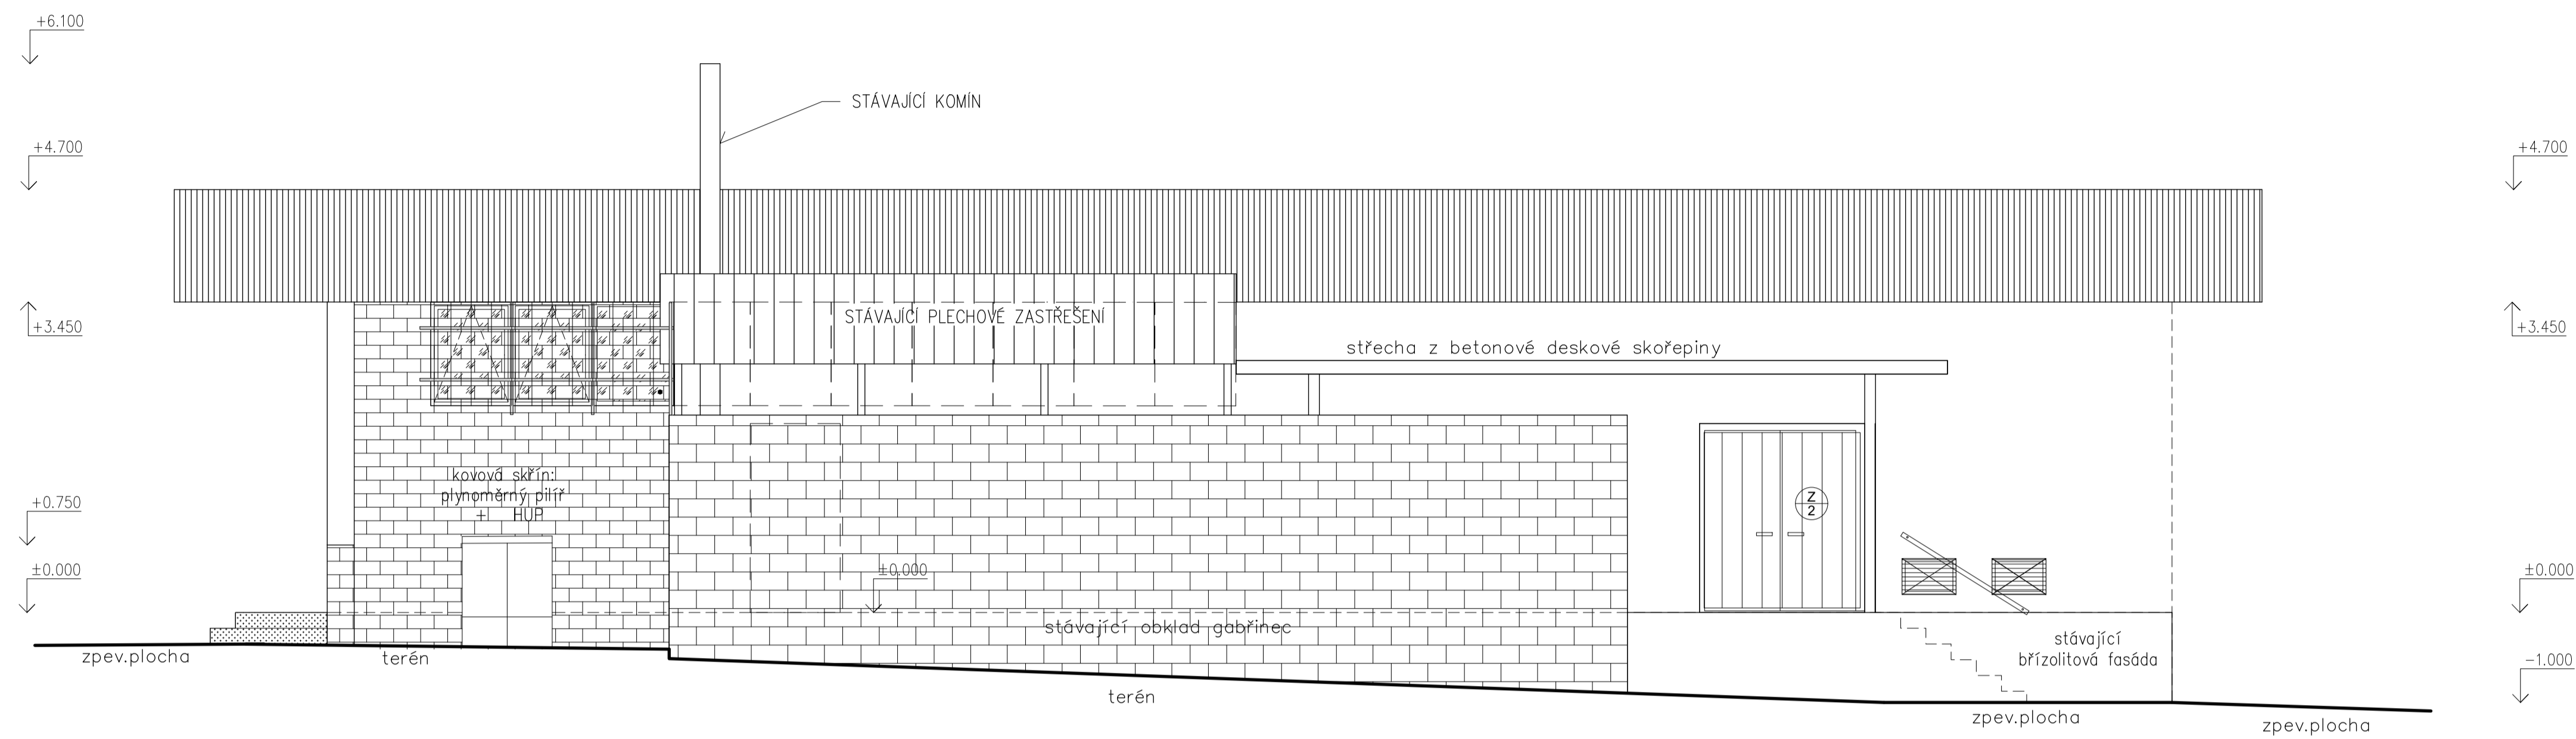 +6.100
STÁVAJÍCÍ KOMÍN
+4.700
+4.700
+3.450
STÁVAJÍCÍ PLECHOVÉ ZASTŘEŠENÍ
+3.450
střecha z betonové deskové skořepiny
kovová skřín:
plynoměrný pilíř
+ HUP
+0.750
Z
2
±0.000
±0.000
±0.000
stávající obklad gabřinec
stávající
břízolitová fasáda
zpev.plocha
terén
-1.000
terén
zpev.plocha
zpev.plocha